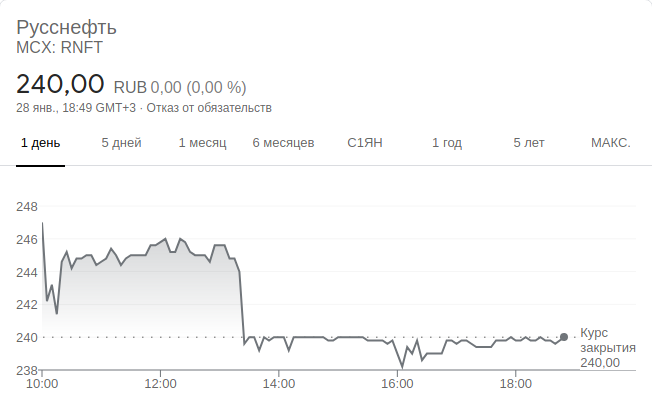 Русснефть
MCX: RNFT
240,00 RUB 0,00 (0,00 %)
28 янв., 18:49 GMT+3 · Отказ от обязательств
1 день 5 дней 1 месяц 6 месяцев С1ЯН 1 год 5 лет МАКС.
248
246
244
242
240
238
Курс
закрытия
240,00
10:00 12:00 14:00 16:00 18:00